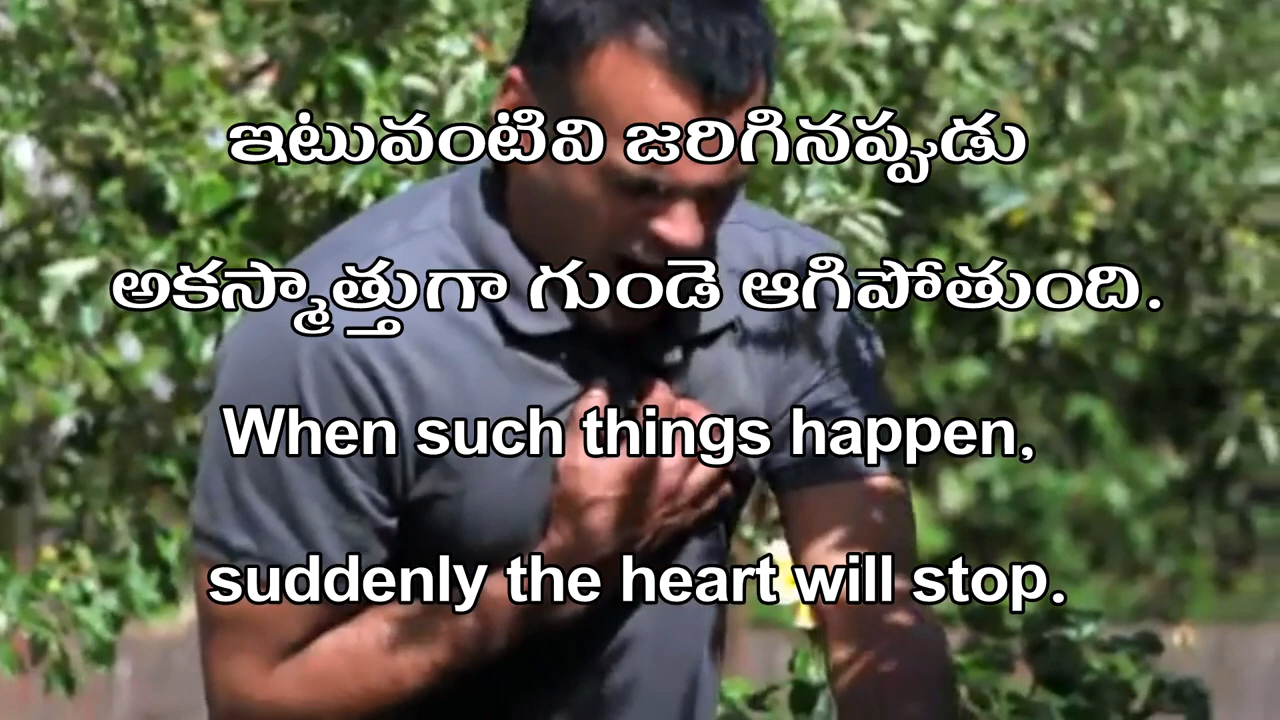 ఇటువంటివి జరిగినప్పుడు
అకస్మాత్తుగా గుండె ఆగిపోతుంది.
When such things happen,
suddenly the heart will stop.